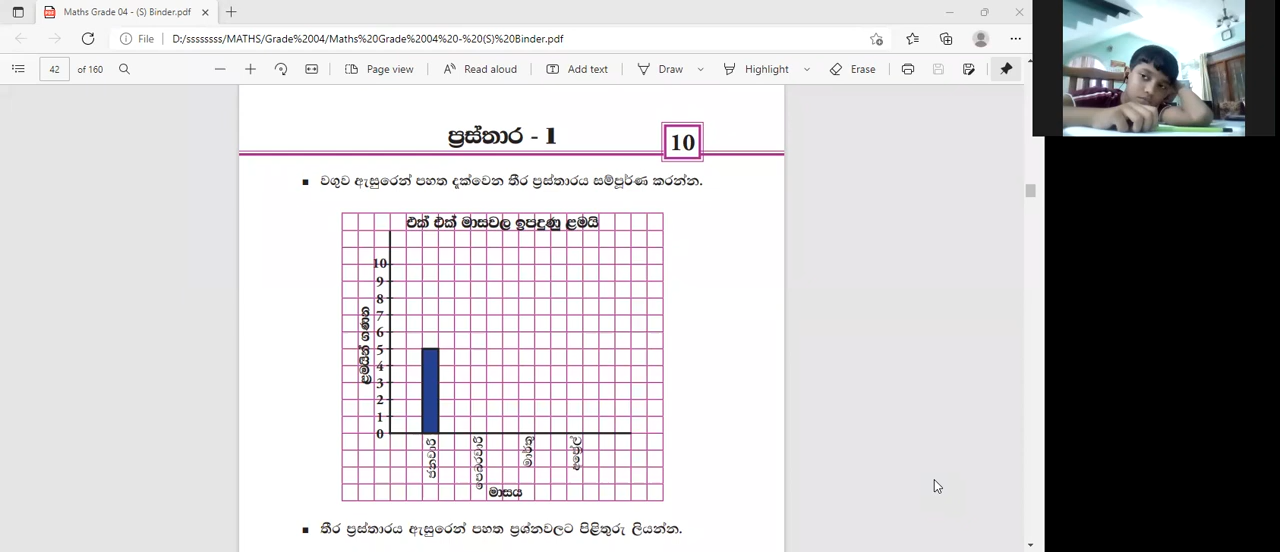 Maths Grade 04 - (S) Binder.pdf
File D:/ssssssss/MATHS/Grade%2004/Maths%20Grade%2004%20-%20(S)%20Binder.pdf
42 of 160 Page view Read aloud Add text Draw Highlight Erase
ප්‍රස්තාර - 1
10
වගුව ඇසුරෙන් පහත දැක්වෙන තීර ප්‍රස්තාරය සම්පූර්ණ කරන්න.
එක් එක් මාසවල ඉපදුණු ළමයි
ළමයින් ගණන
10
9
8
7
6
5
4
3
2
1
0
ජනවාරි
පෙබරවාරි
මාර්තු
අප්‍රේල්
මාසය
තීර ප්‍රස්තාරය ඇසුරෙන් පහත ප්‍රශ්නවලට පිළිතුරු ලියන්න.